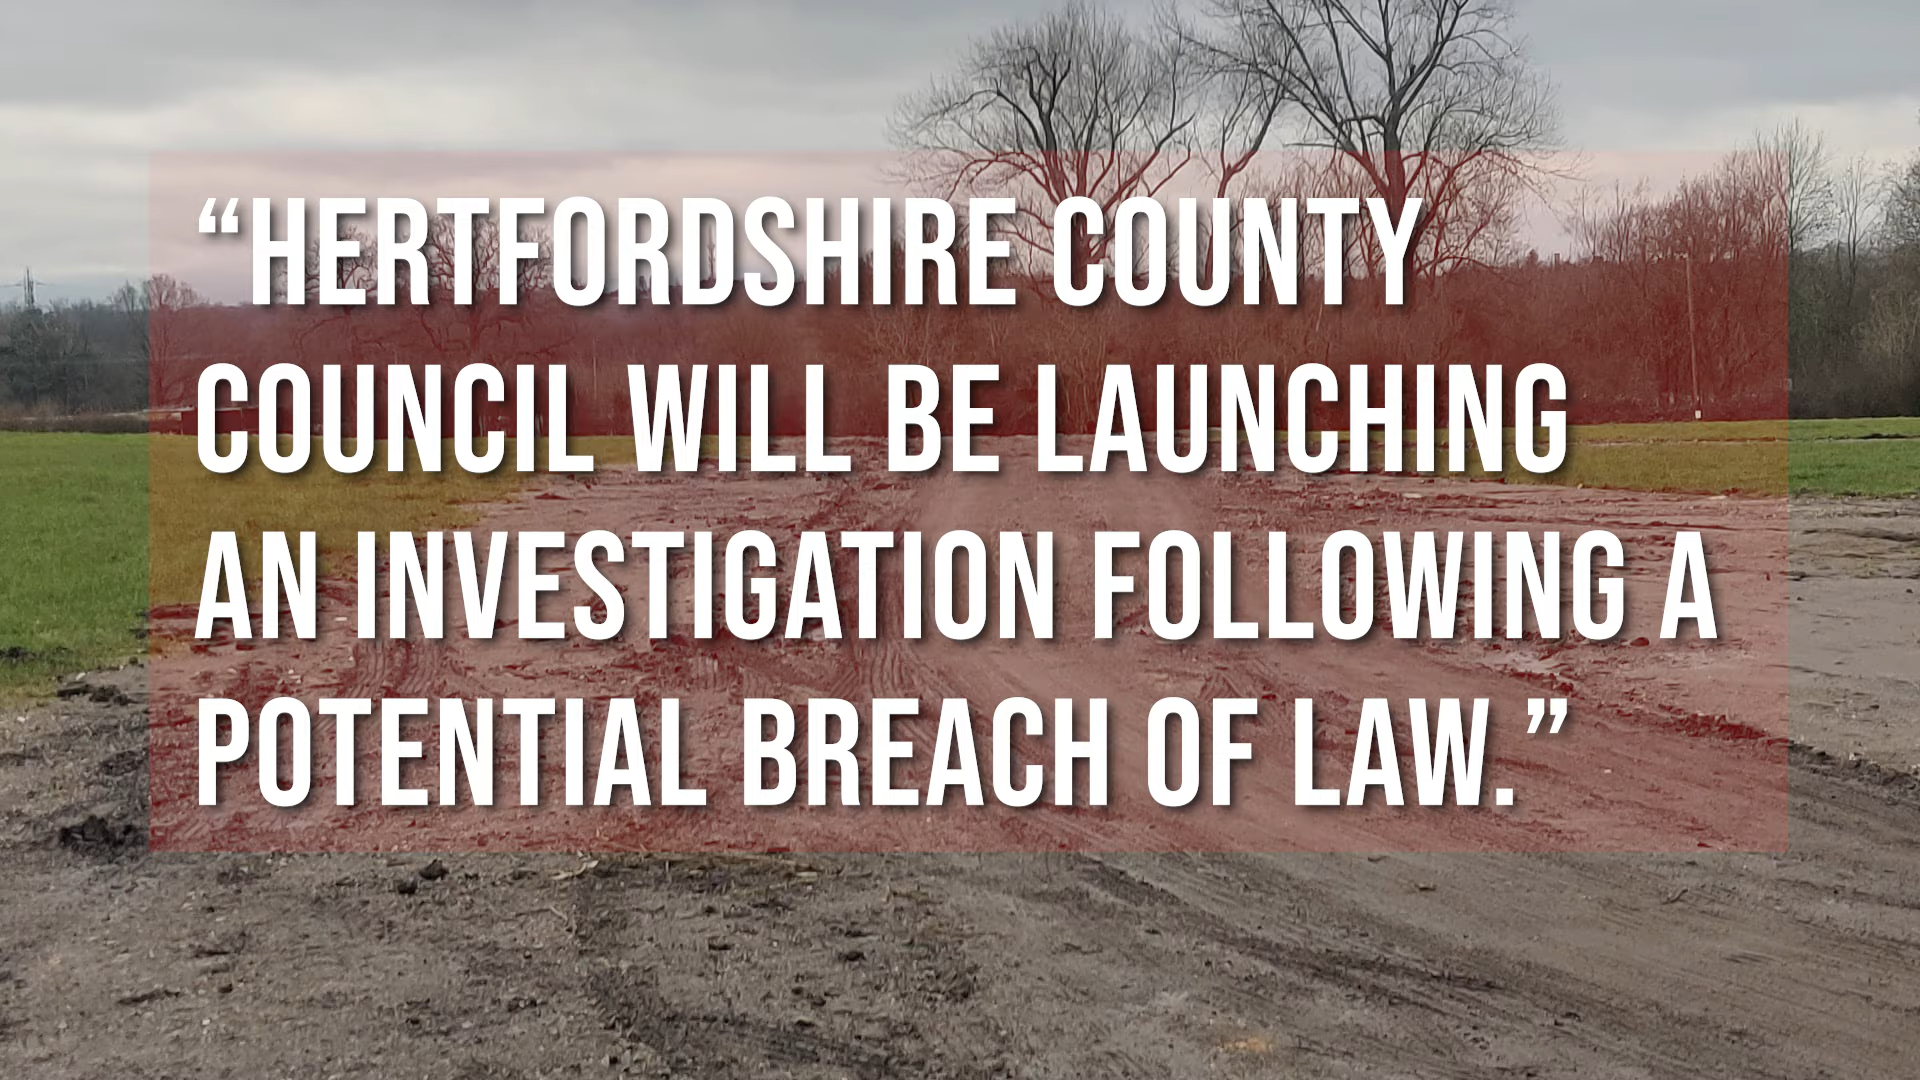 “HERTFORDSHIRE COUNTY
COUNCIL WILL BE LAUNCHING
AN INVESTIGATION FOLLOWING A
POTENTIAL BREACH OF LAW.”